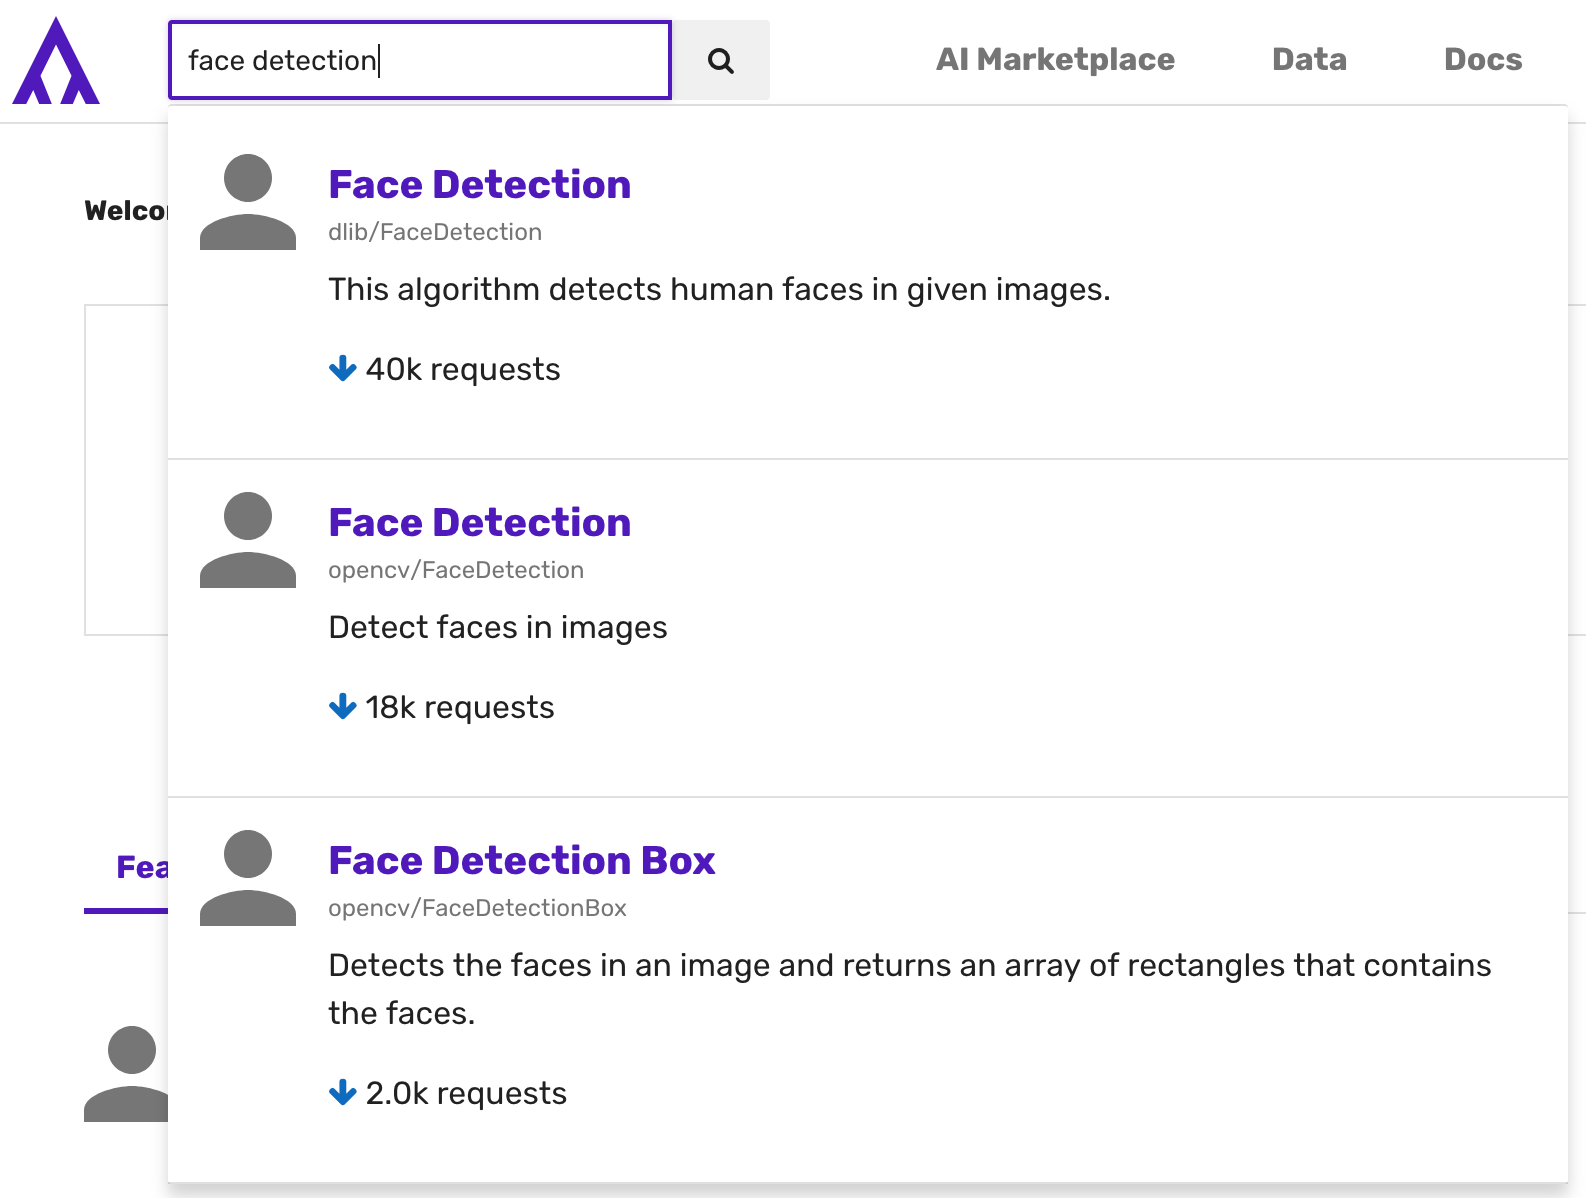 face detection
AI Marketplace Data Docs
Welco
Face Detection
dlib/FaceDetection
This algorithm detects human faces in given images.
40k requests
Face Detection
opencv/FaceDetection
Detect faces in images
18k requests
Fea
Face Detection Box
opencv/FaceDetectionBox
Detects the faces in an image and returns an array of rectangles that contains
the faces.
2.0k requests